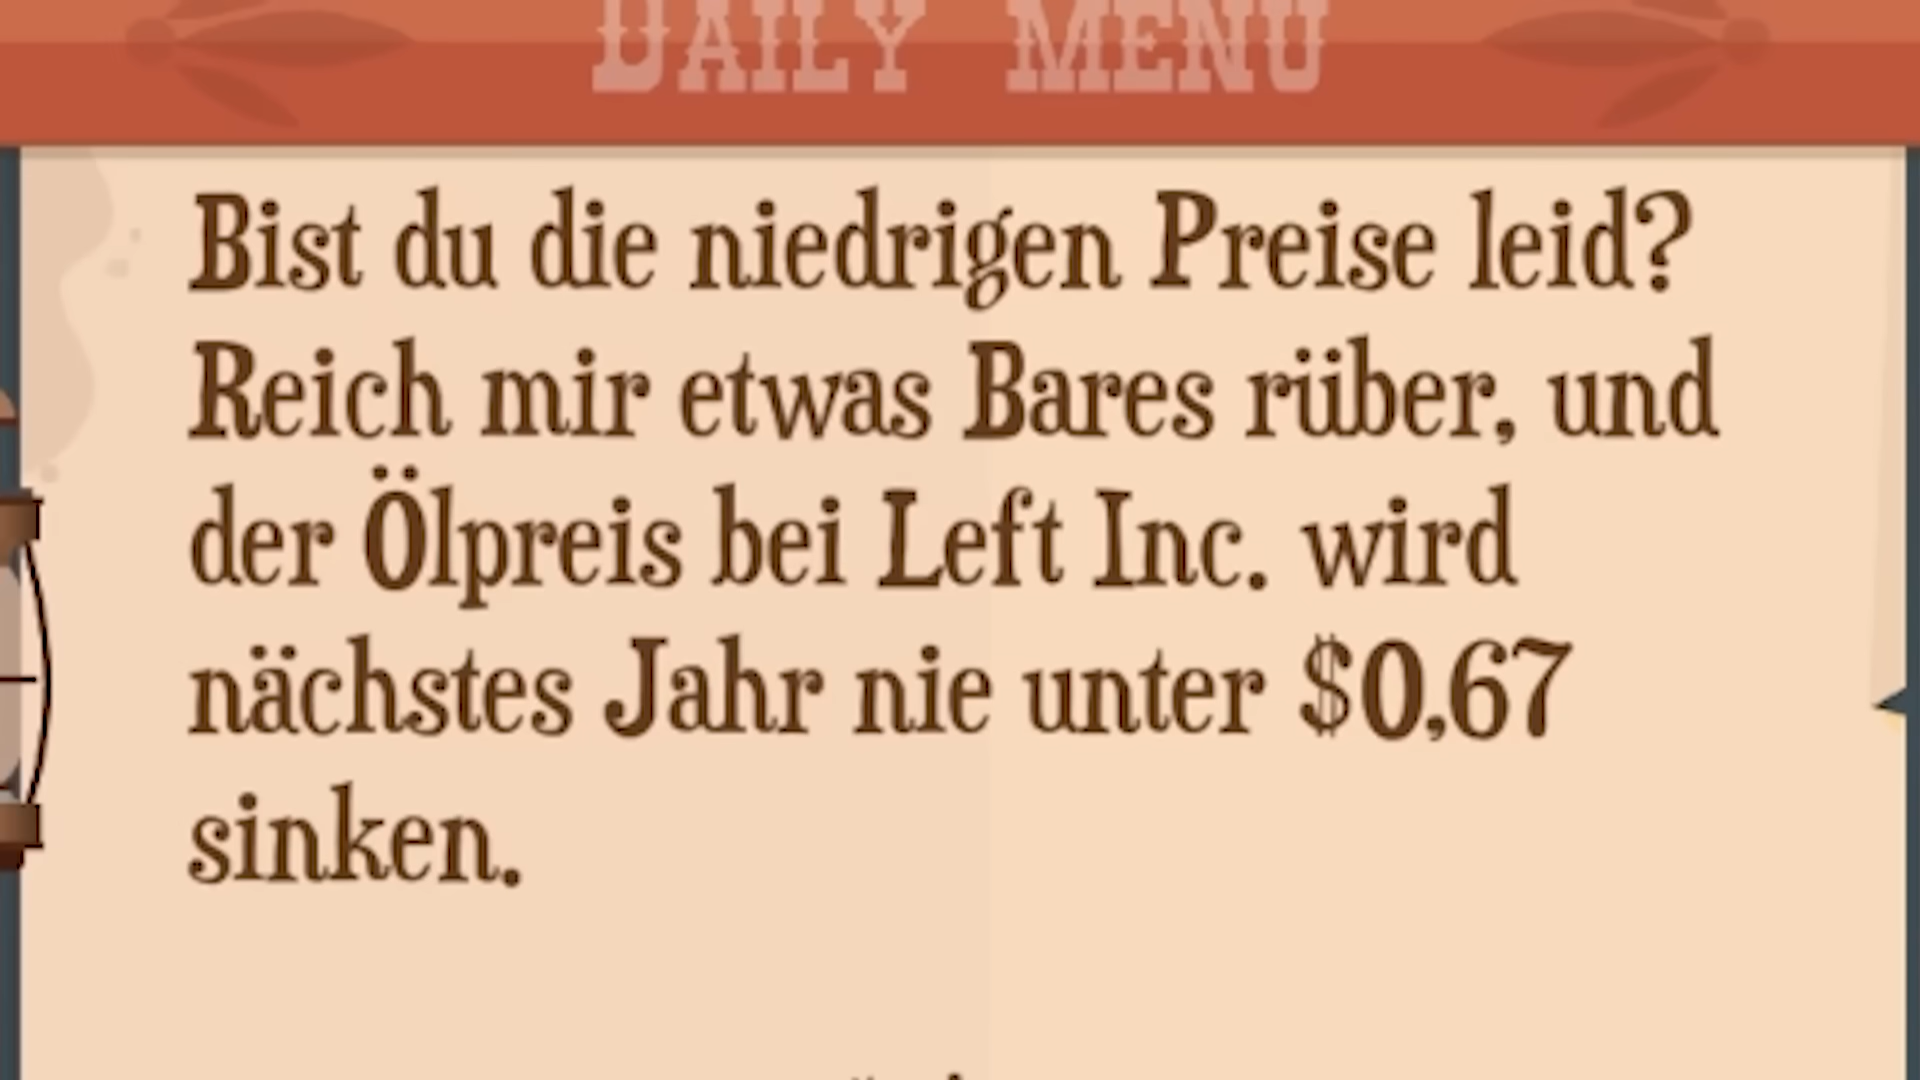 DAILY MENU
Bist du die niedrigen Preise leid?
Reich mir etwas Bares rüber, und
der Ölpreis bei Left Inc. wird
nächstes Jahr nie unter $0,67
sinken.